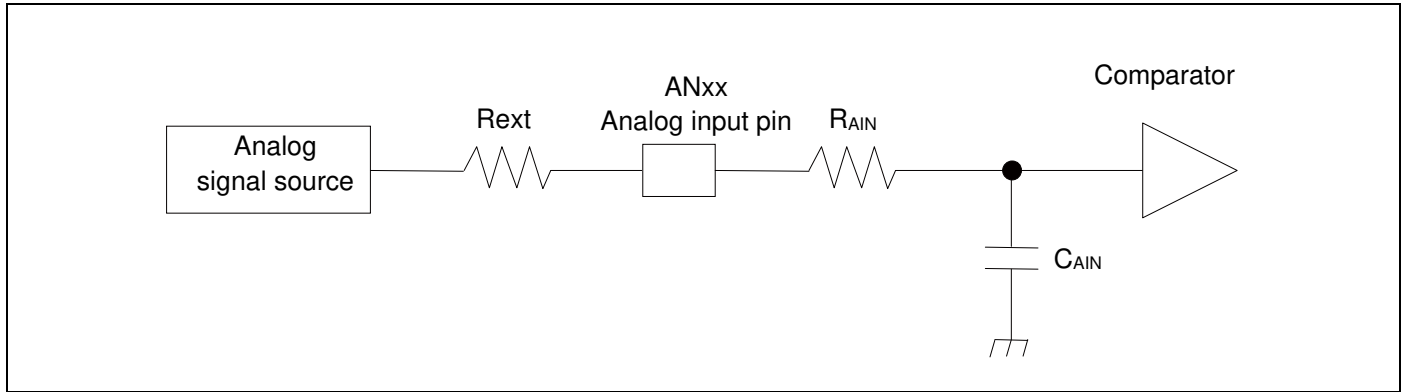 Analog
signal source
Rext
ANxx
Analog input pin
RAIN
Comparator
CAIN